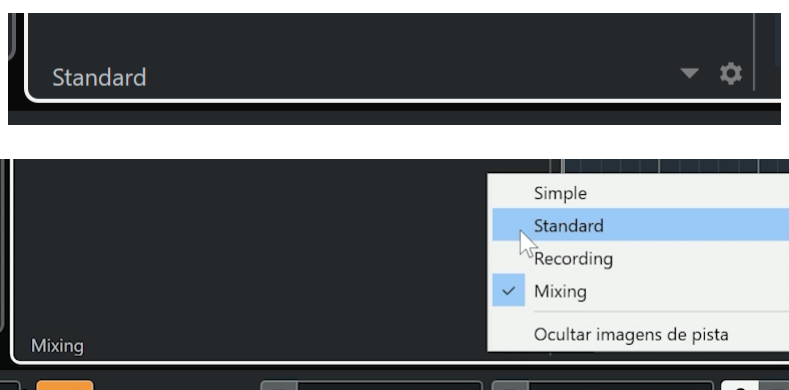 Standard
Simple
Standard
Recording
Mixing
Ocultar imagens de pista
Mixing